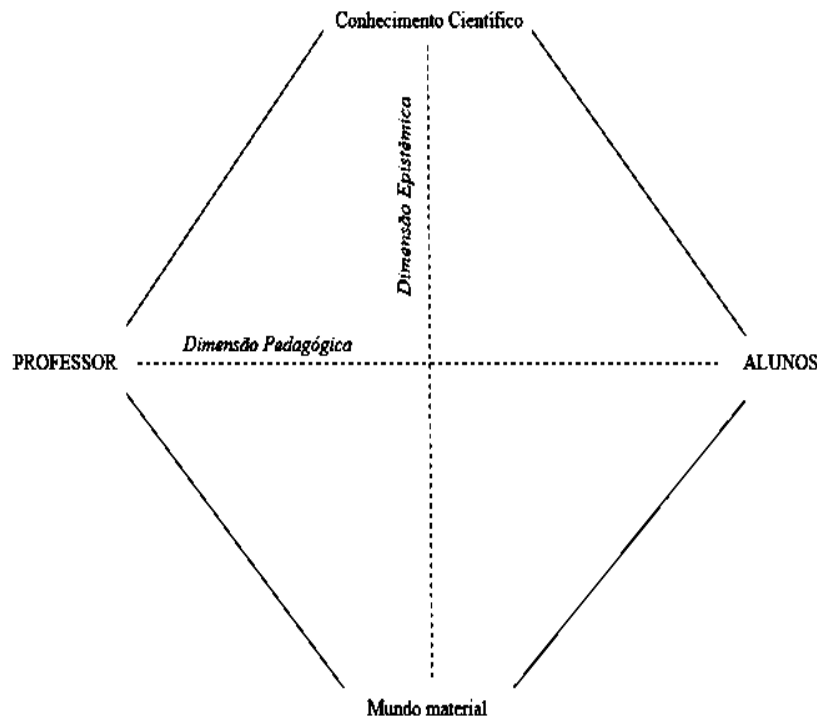 Conhecimento Científico
Dimensão Epistêmica
Dimensão Pedagógica
PROFESSOR
ALUNOS
Mundo material